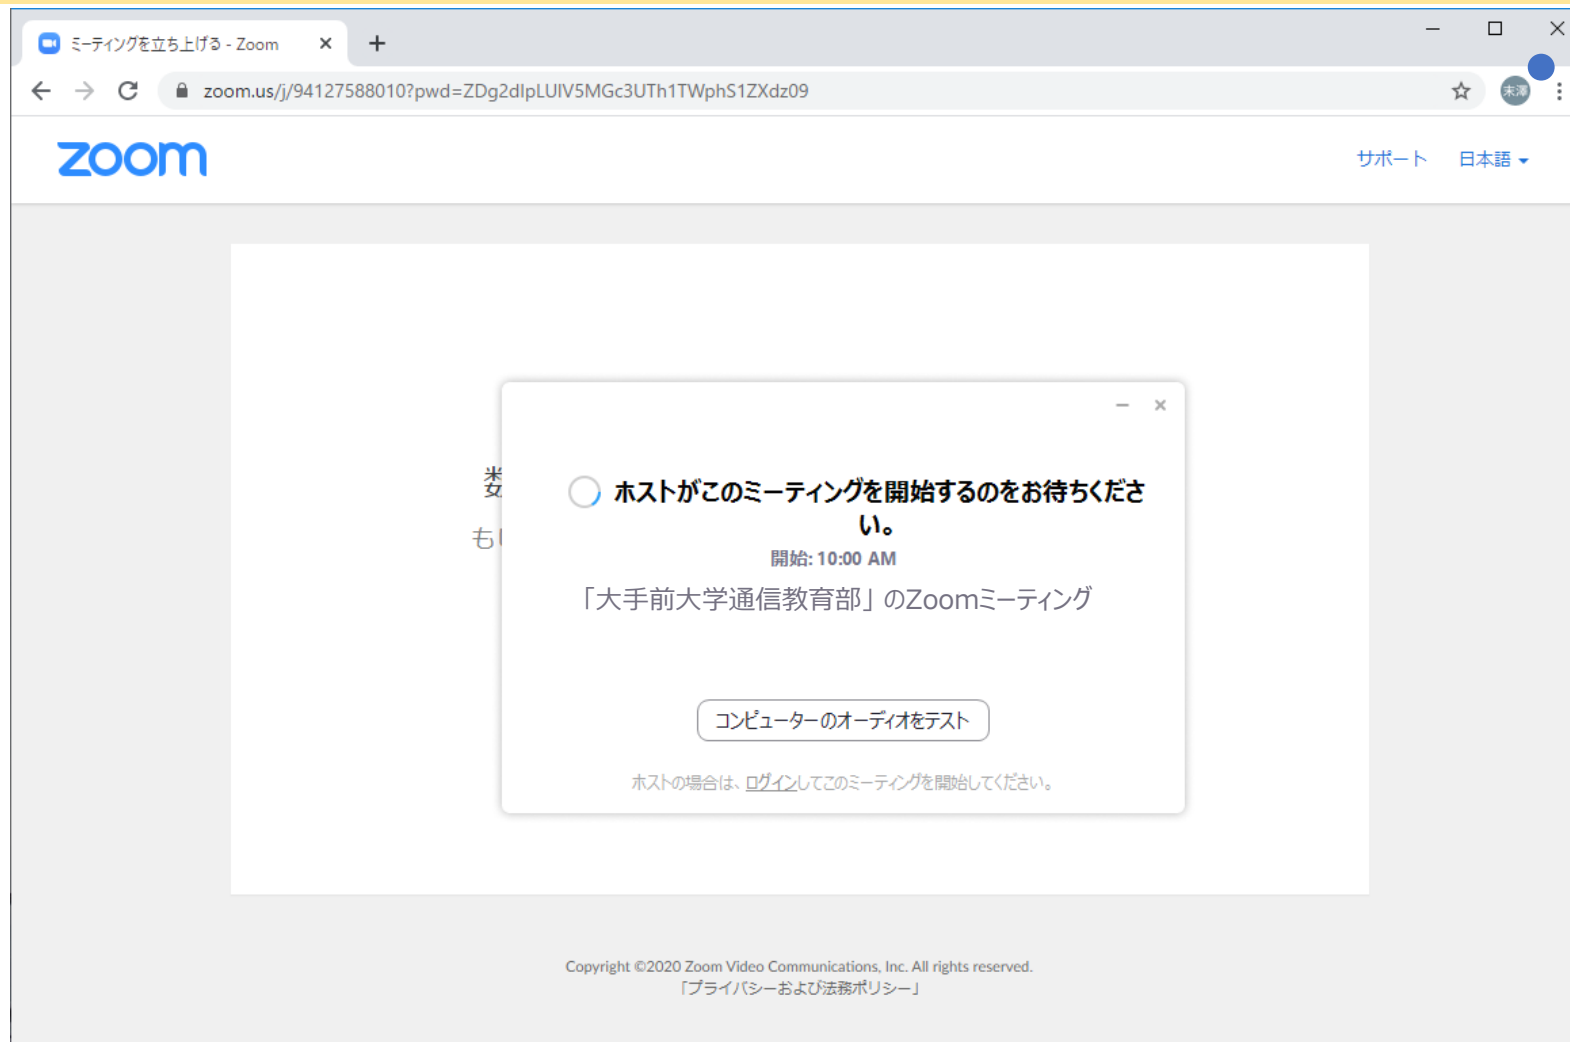 ミーティングを立ち上げる - Zoom
zoom.us/j/94127588010?pwd=ZDg2dlpLUlV5MGc3UTh1TWphS1ZXdz09
末澤
zoom
サポート 日本語
数
もし
ホストがこのミーティングを開始するのをお待ちくださ
い。
開始: 10:00 AM
「大手前大学通信教育部」のZoomミーティング
コンピューターのオーディオをテスト
ホストの場合は、ログインしてこのミーティングを開始してください。
Copyright ©2020 Zoom Video Communications, Inc. All rights reserved.
「プライバシーおよび法務ポリシー」